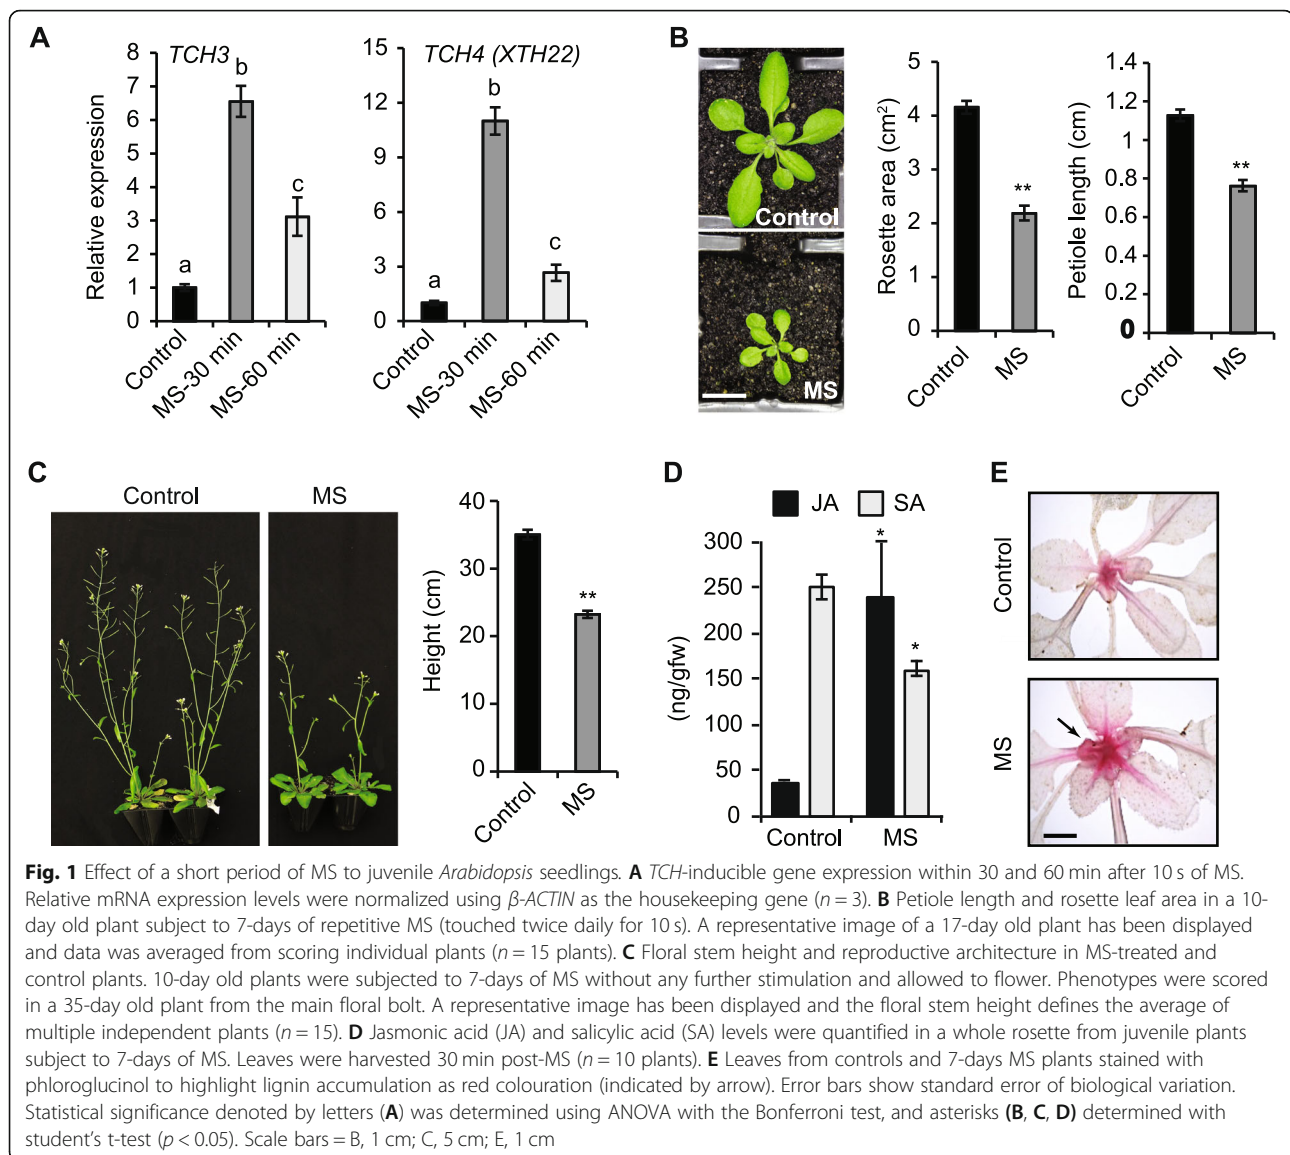 A
TCH3
Relative expression
8
7
6
5
4
3
2
1
0
a
b
c
Control
MS-30 min
MS-60 min
TCH4 (XTH22)
15
12
9
6
3
0
a
b
c
Control
MS-30 min
MS-60 min
B
Control
MS
Rosette area (cm²)
5
4
3
2
1
0
**
Control
MS
Petiole length (cm)
1.4
1.2
1
0.8
0.6
0.4
0.2
0
**
Control
MS
C
Control
MS
Height (cm)
40
30
20
10
0
**
Control
MS
D
JA
SA
(ng/gfw)
300
250
200
150
100
50
0
*
*
Control
MS
E
Control
MS
Fig. 1 Effect of a short period of MS to juvenile Arabidopsis seedlings. A TCH-inducible gene expression within 30 and 60 min after 10 s of MS.
Relative mRNA expression levels were normalized using β-ACTIN as the housekeeping gene (n = 3). B Petiole length and rosette leaf area in a 10-
day old plant subject to 7-days of repetitive MS (touched twice daily for 10 s). A representative image of a 17-day old plant has been displayed
and data was averaged from scoring individual plants (n = 15 plants). C Floral stem height and reproductive architecture in MS-treated and
control plants. 10-day old plants were subjected to 7-days of MS without any further stimulation and allowed to flower. Phenotypes were scored
in a 35-day old plant from the main floral bolt. A representative image has been displayed and the floral stem height defines the average of
multiple independent plants (n = 15). D Jasmonic acid (JA) and salicylic acid (SA) levels were quantified in a whole rosette from juvenile plants
subject to 7-days of MS. Leaves were harvested 30 min post-MS (n = 10 plants). E Leaves from controls and 7-days MS plants stained with
phloroglucinol to highlight lignin accumulation as red colouration (indicated by arrow). Error bars show standard error of biological variation.
Statistical significance denoted by letters (A) was determined using ANOVA with the Bonferroni test, and asterisks (B, C, D) determined with
student's t-test (p < 0.05). Scale bars = B, 1 cm; C, 5 cm; E, 1 cm